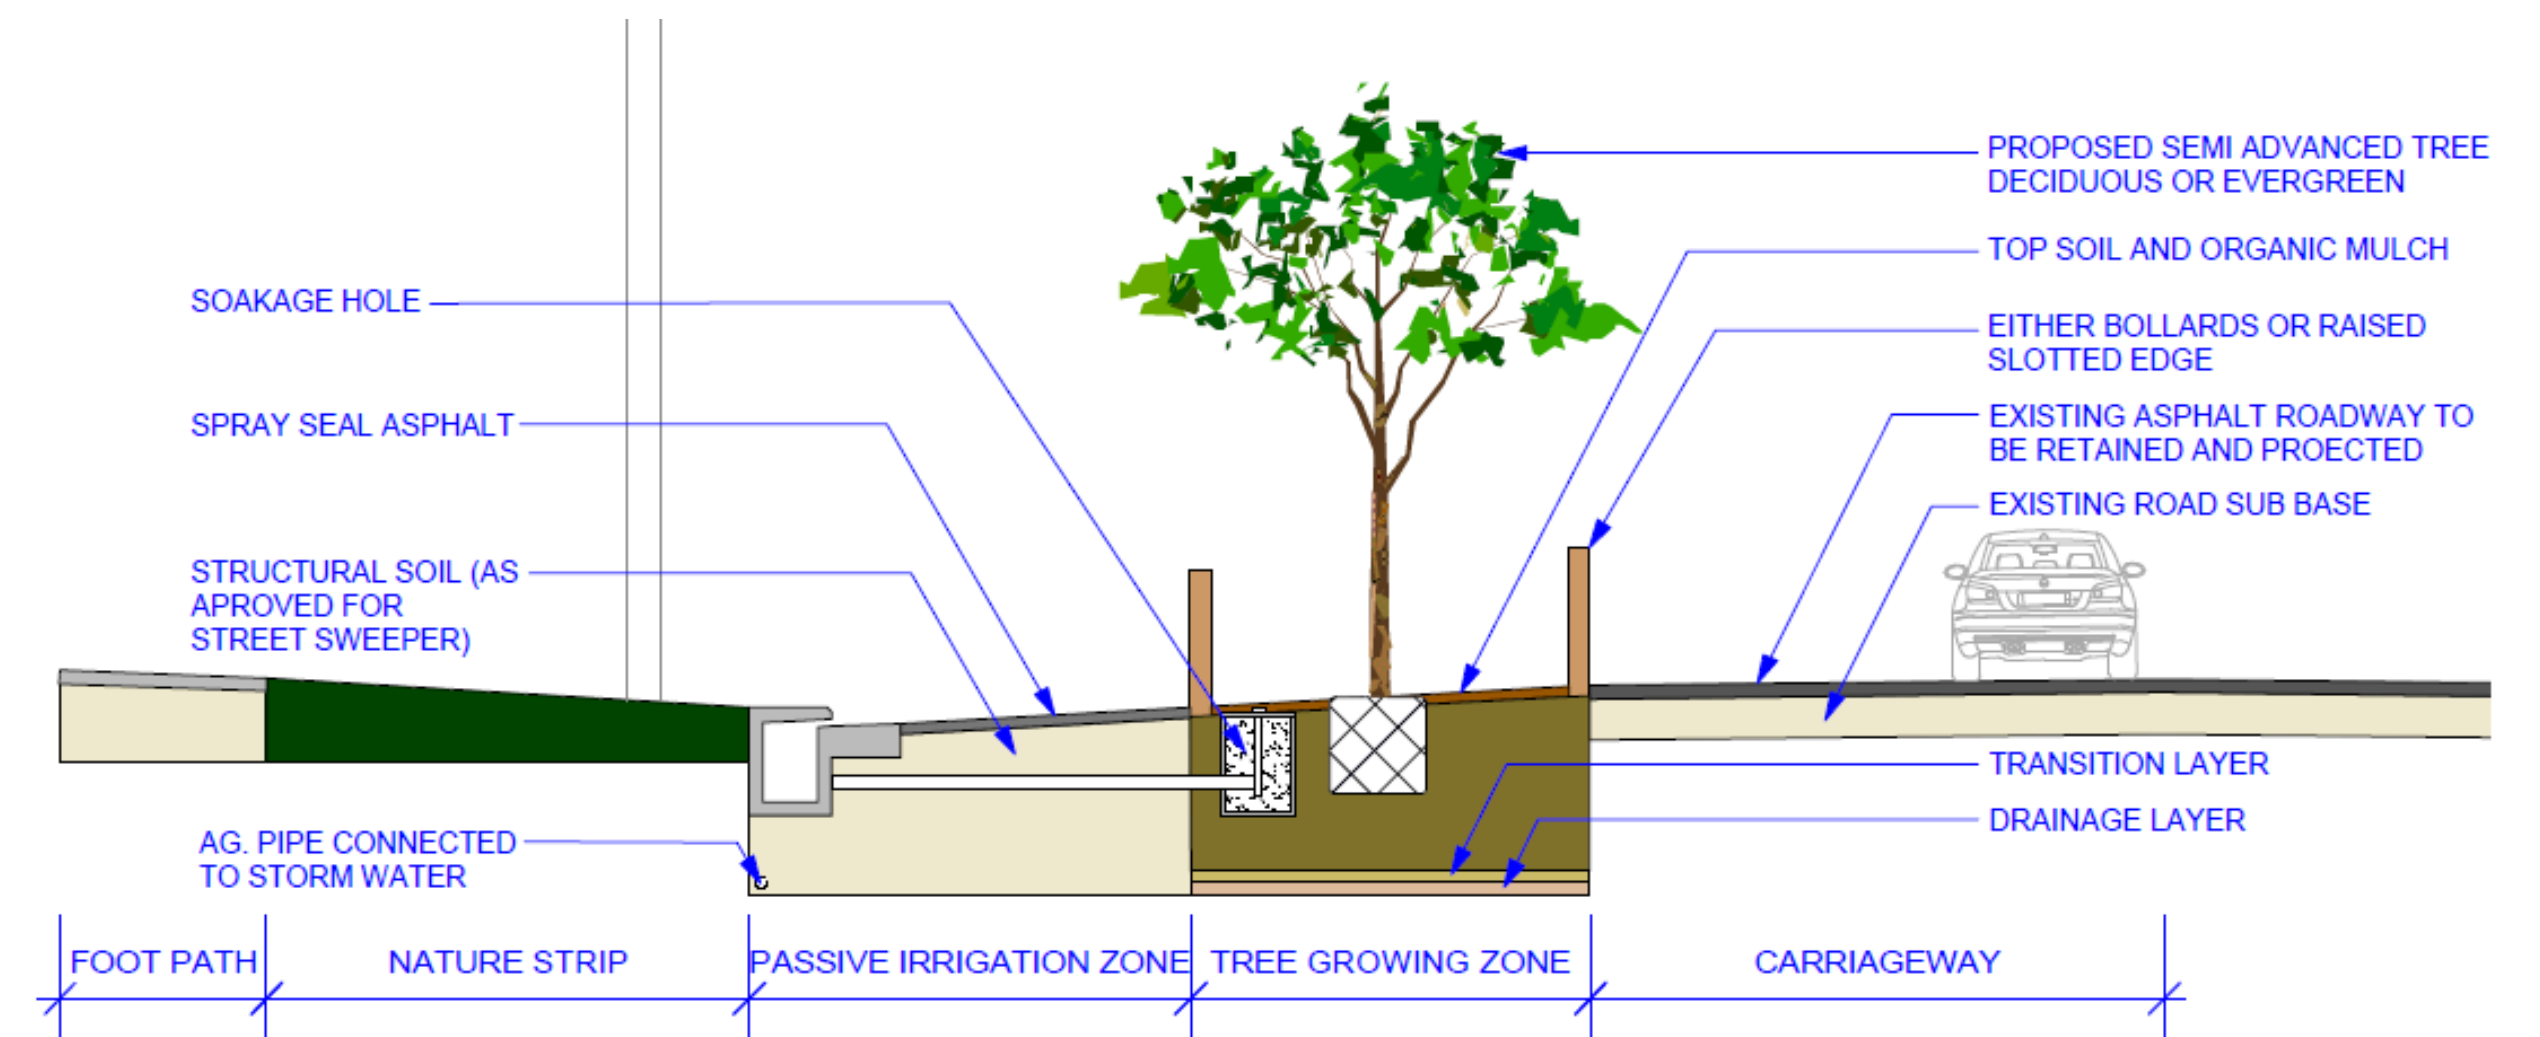 PROPOSED SEMI ADVANCED TREE
DECIDUOUS OR EVERGREEN
TOP SOIL AND ORGANIC MULCH
EITHER BOLLARDS OR RAISED
SLOTTED EDGE
EXISTING ASPHALT ROADWAY TO
BE RETAINED AND PROECTED
EXISTING ROAD SUB BASE
TRANSITION LAYER
DRAINAGE LAYER
SOAKAGE HOLE
SPRAY SEAL ASPHALT
STRUCTURAL SOIL (AS
APROVED FOR
STREET SWEEPER)
AG. PIPE CONNECTED
TO STORM WATER
FOOT PATH
NATURE STRIP
PASSIVE IRRIGATION ZONE
TREE GROWING ZONE
CARRIAGEWAY